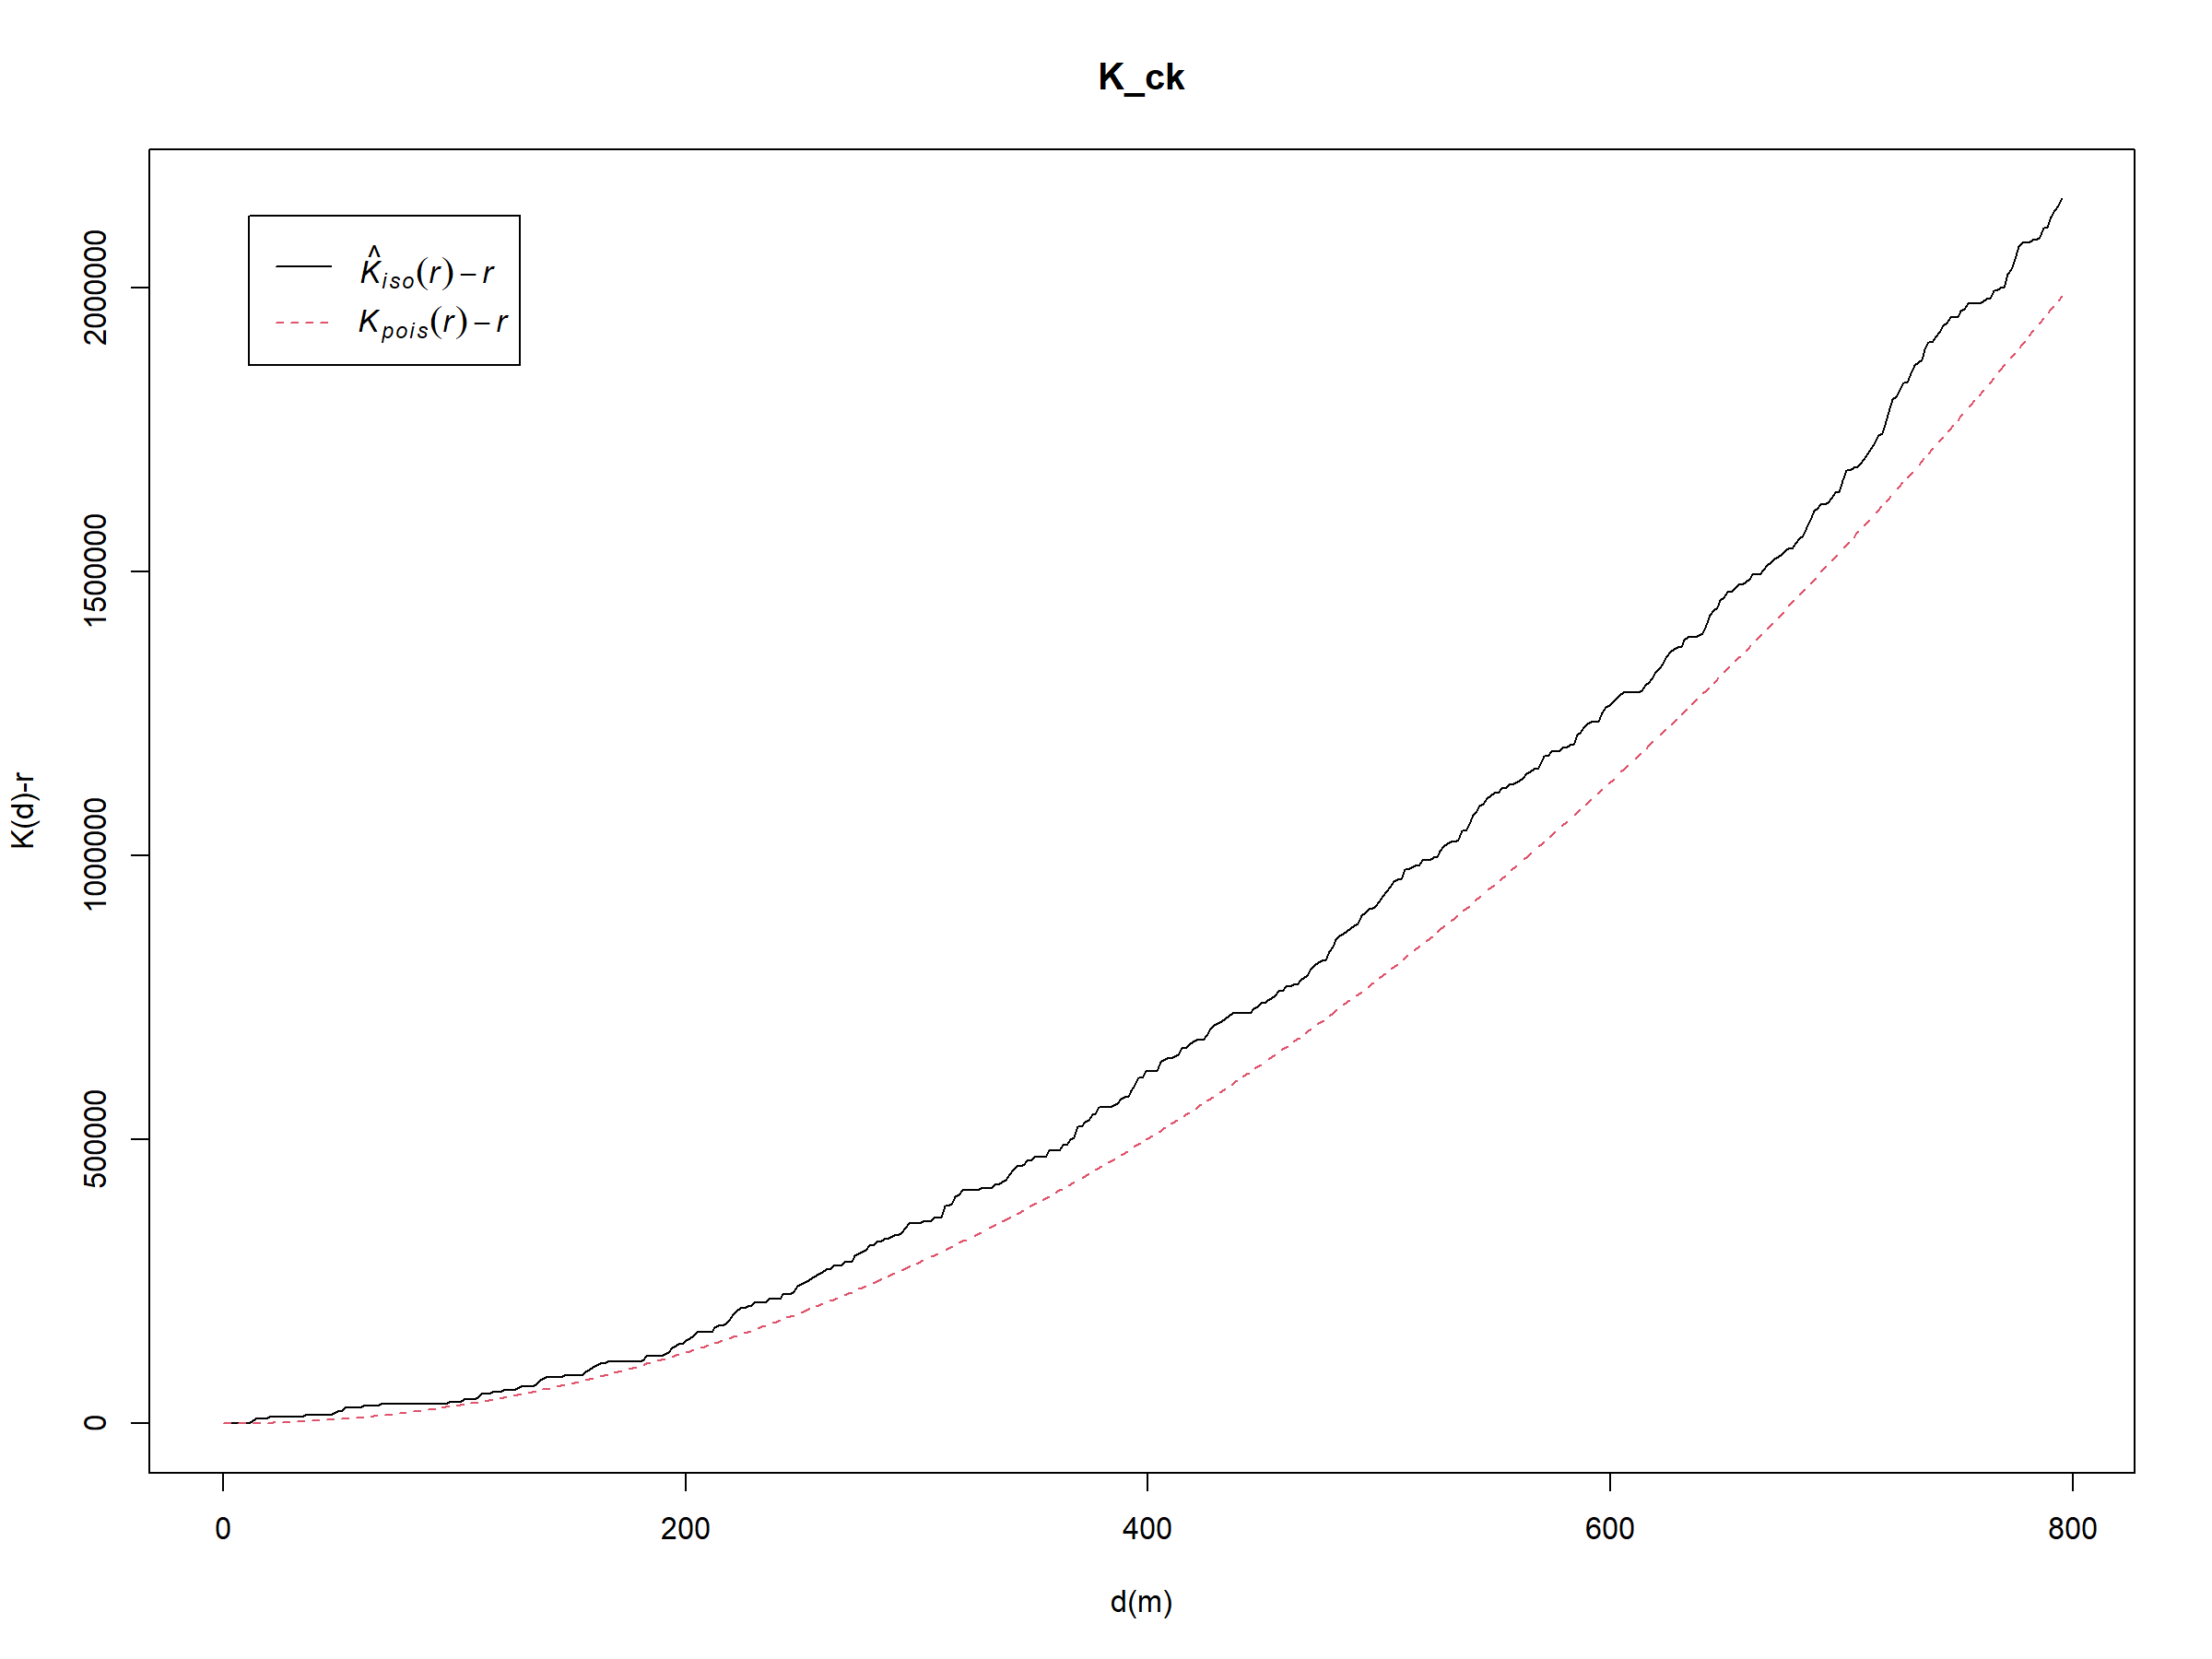 K_ck
K̂iso(r) − r
Kpois(r) − r
K(d)-r
2000000
1500000
1000000
500000
0
0 200 400 600 800
d(m)